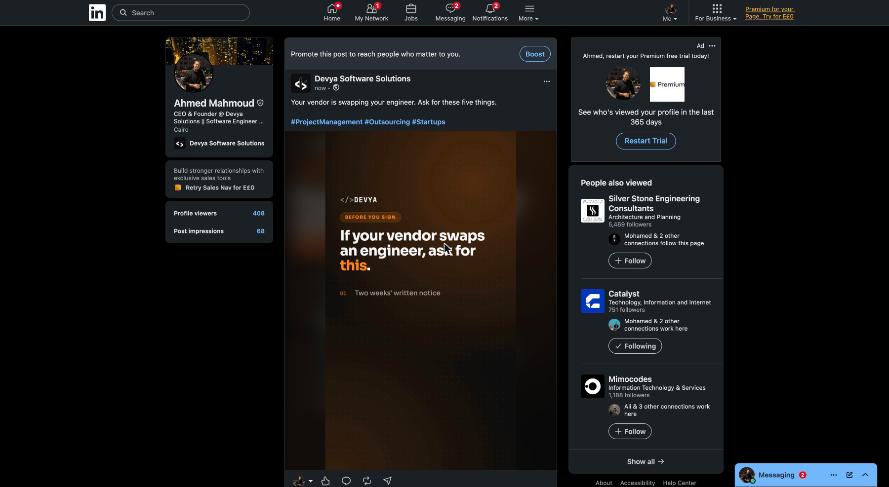 in
Search
Home
My Network
Jobs
Messaging
Notifications
More
Me
For Business
Premium for your
Page. Try for E£0
Ahmed Mahmoud
CEO & Founder @ Devya
Solutions || Software Engineer ...
Cairo
Devya Software Solutions
Build stronger relationships with
exclusive sales tools
Retry Sales Nav for E£0
Profile viewers 408
Post impressions 68
Promote this post to reach people who matter to you.
Boost
Devya Software Solutions
now •
Your vendor is swapping your engineer. Ask for these five things.
#ProjectManagement #Outsourcing #Startups
</>DEVYA
BEFORE YOU SIGN
If your vendor swaps
an engineer, ask for
this.
01 Two weeks' written notice
Ad
Ahmed, restart your Premium free trial today!
Premium
See who's viewed your profile in the last
365 days
Restart Trial
People also viewed
Silver Stone Engineering
Consultants
Architecture and Planning
5,469 followers
Mohamed & 2 other
connections follow this page
+ Follow
Catalyst
Technology, Information and Internet
751 followers
Mohamed & 2 other
connections work here
Following
Mimocodes
Information Technology & Services
1,188 followers
Ali & 3 other connections work
here
+ Follow
Show all →
About Accessibility Help Center
Messaging 2